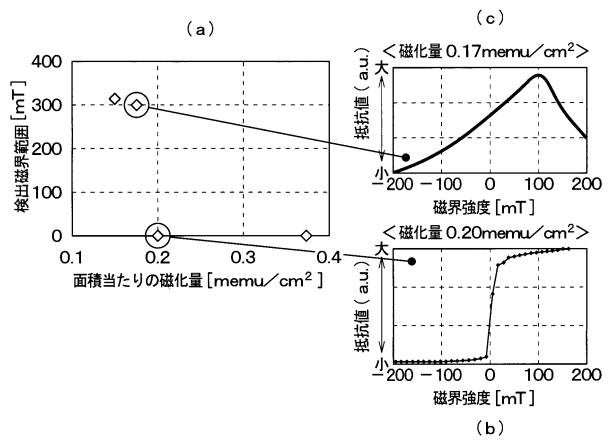 (a)
検出磁界範囲[mT]
400
300
200
100
0
0.1
0.2
0.3
0.4
面積当たりの磁化量[memu/cm²]
(c)
<磁化量 0.17memu/cm²>
抵抗値(a.u.)
大
小
-200
-100
0
100
200
磁界強度[mT]
<磁化量 0.20memu/cm²>
抵抗値(a.u.)
大
小
-200
-100
0
100
200
磁界強度[mT]
(b)